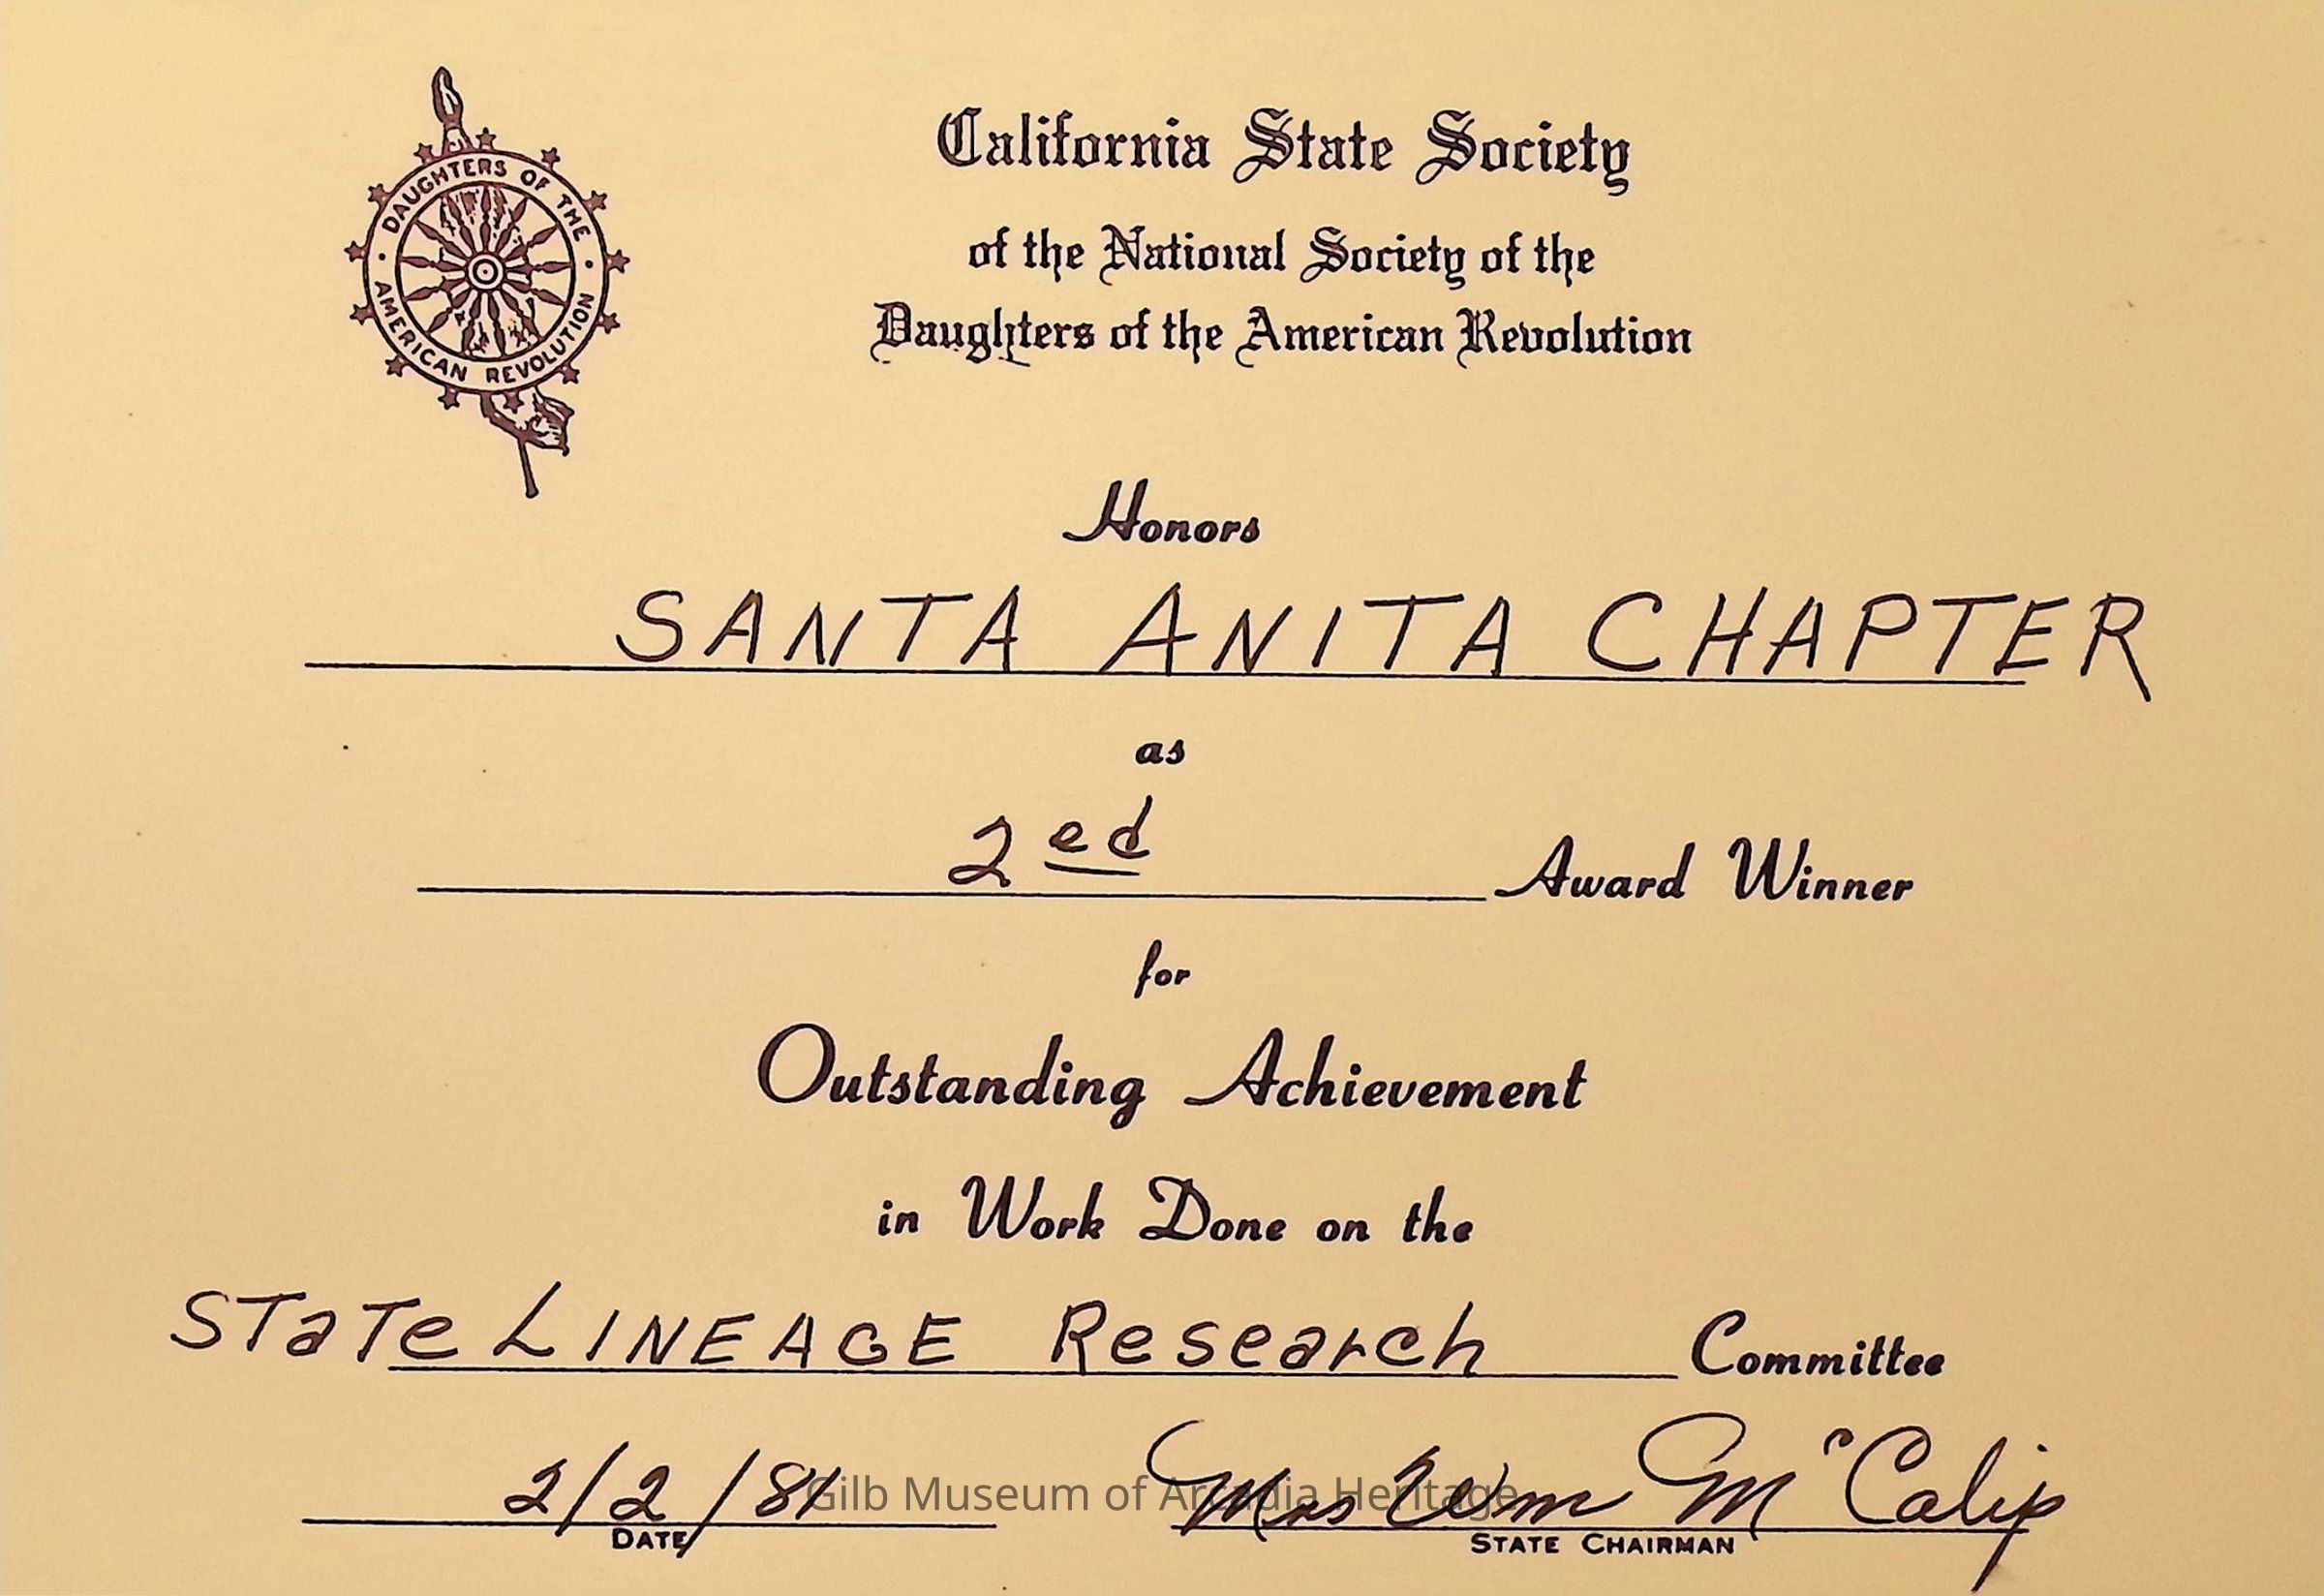 DAUGHTERS OF THE
AMERICAN REVOLUTION
California State Society
of the National Society of the
Daughters of the American Revolution
Honors
SANTA ANITA CHAPTER
as
2ed Award Winner
for
Outstanding Achievement
in Work Done on the
STaTe LINEAGE Research Committee
2/2/81 Mrs Wm McCalip
DATE STATE CHAIRMAN
Gilb Museum of Arcadia Heritage